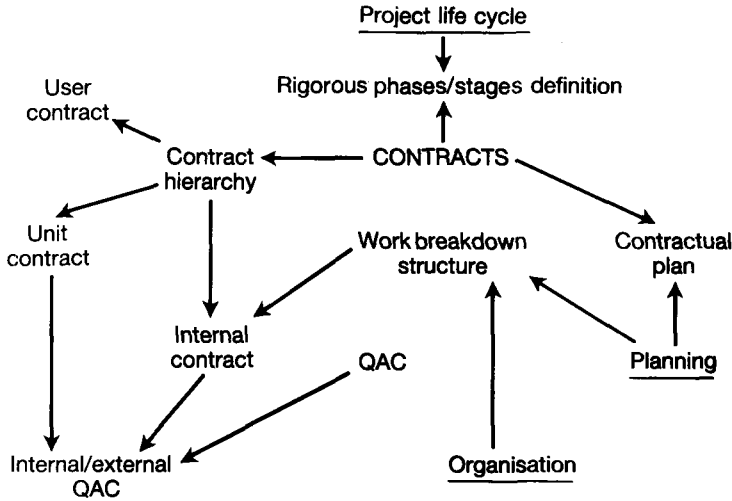 Project life cycle
User
contract
Rigorous phases/stages definition
Contract
hierarchy
CONTRACTS
Unit
contract
Work breakdown
structure
Contractual
plan
Internal
contract
QAC
Planning
Internal/external
QAC
Organisation